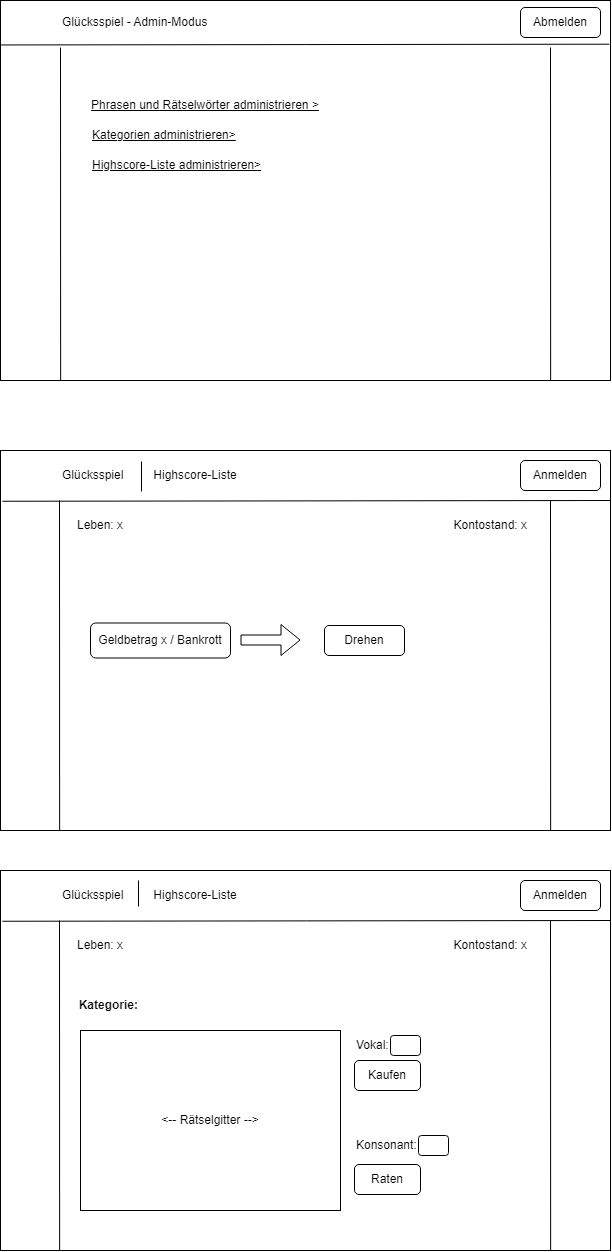 Glücksspiel - Admin-Modus
Abmelden
Phrasen und Rätselwörter administrieren >
Kategorien administrieren>
Highscore-Liste administrieren>
Glücksspiel
Highscore-Liste
Anmelden
Leben: x
Kontostand: x
Geldbetrag x / Bankrott
Drehen
Glücksspiel
Highscore-Liste
Anmelden
Leben: x
Kontostand: x
Kategorie:
Vokal:
Kaufen
<-- Rätselgitter -->
Konsonant:
Raten